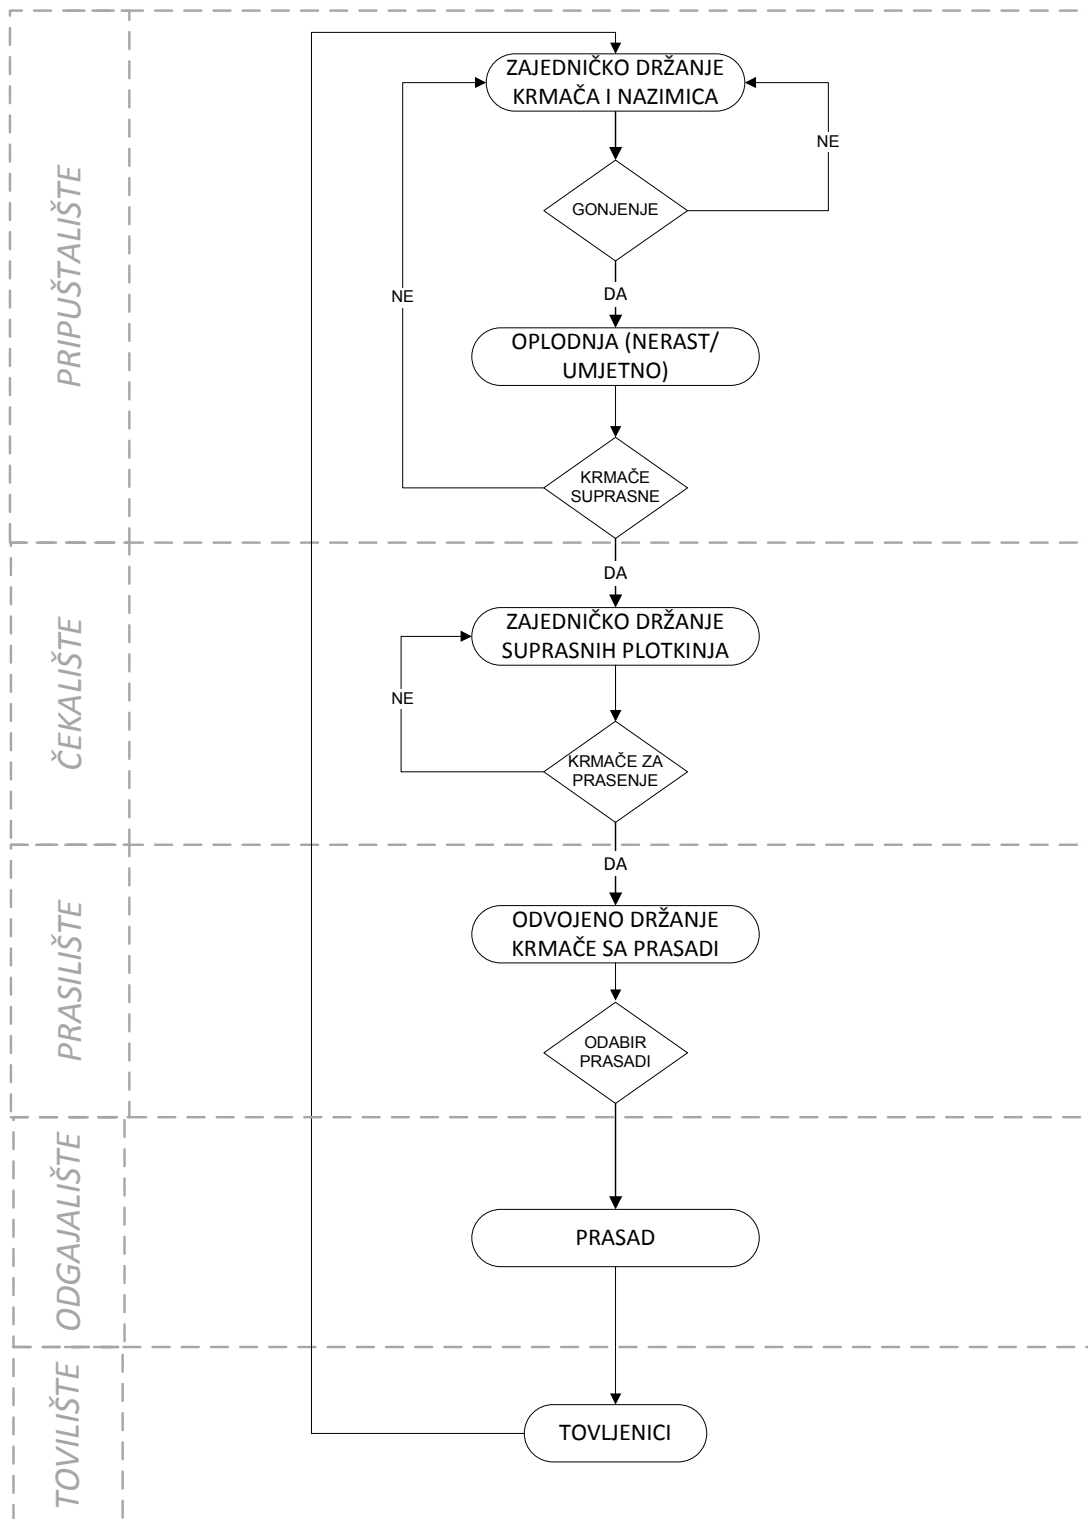 PRIPUŠTALIŠTE
ZAJEDNIČKO DRŽANJE
KRMAČA I NAZIMICA
NE
GONJENJE
NE
DA
OPLODNJA (NERAST/
UMJETNO)
KRMAČE
SUPRASNE
DA
ČEKALIŠTE
ZAJEDNIČKO DRŽANJE
SUPRASNIH PLOTKINJA
NE
KRMAČE ZA
PRASENJE
DA
PRASILIŠTE
ODVOJENO DRŽANJE
KRMAČE SA PRASADI
ODABIR
PRASADI
ODGAJALIŠTE
PRASAD
TOVILIŠTE
TOVLJENICI